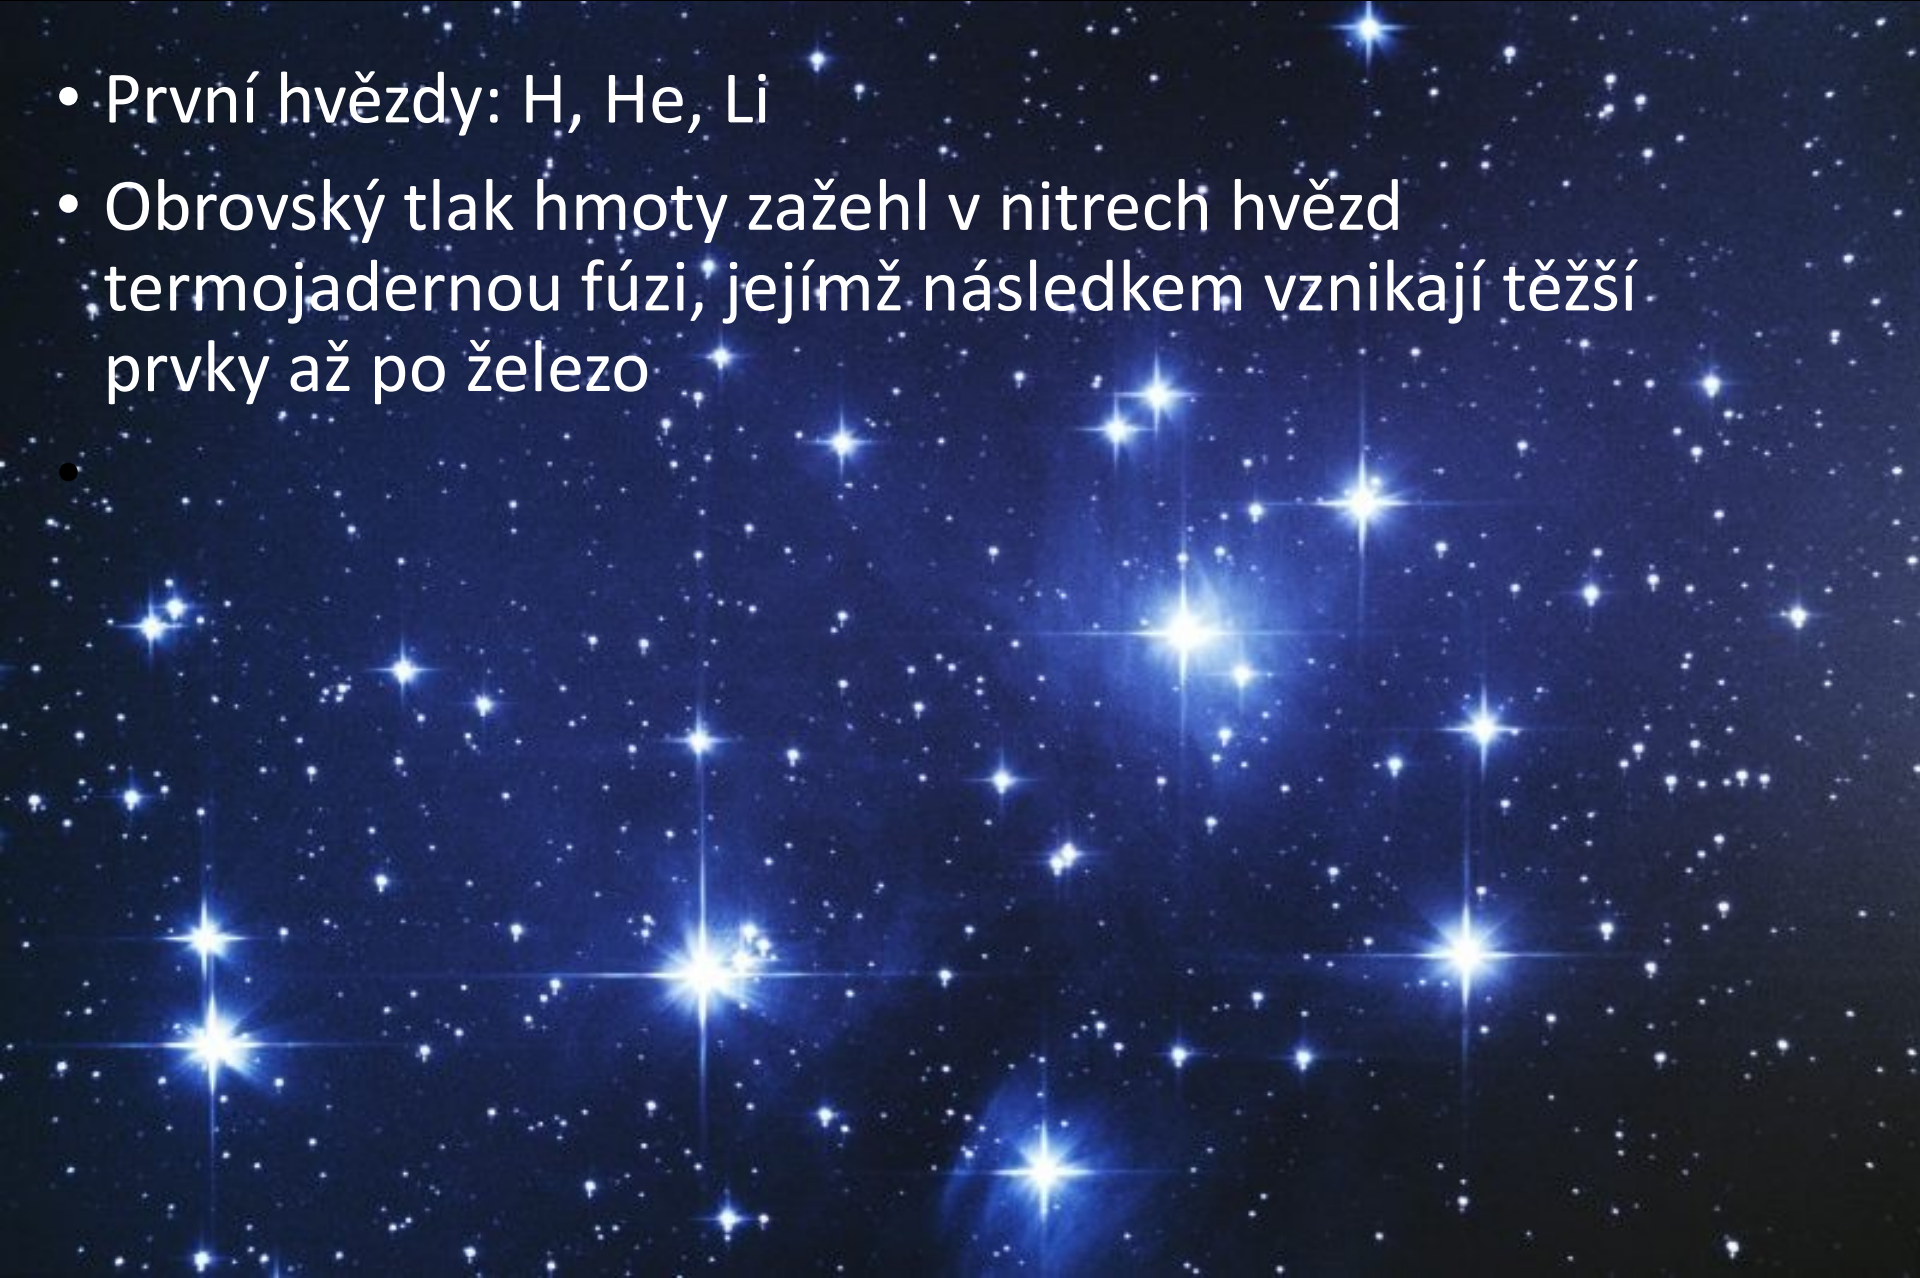 • První hvězdy: H, He, Li
• Obrovský tlak hmoty zažehl v nitrech hvězd
termojadernou fúzi, jejímž následkem vznikají těžší
prvky až po železo
•